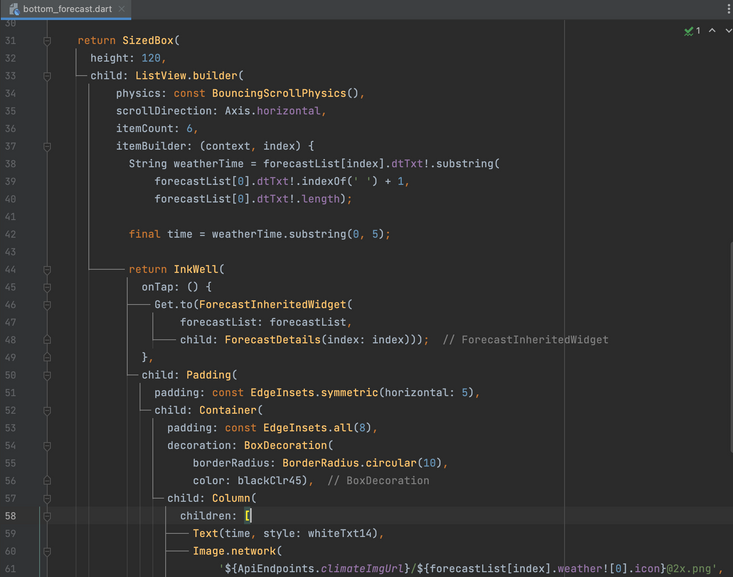 bottom_forecast.dart
1
30
31 return SizedBox(
32 height: 120,
33 child: ListView.builder(
34 physics: const BouncingScrollPhysics(),
35 scrollDirection: Axis.horizontal,
36 itemCount: 6,
37 itemBuilder: (context, index) {
38 String weatherTime = forecastList[index].dtTxt!.substring(
39 forecastList[0].dtTxt!.indexOf(' ') + 1,
40 forecastList[0].dtTxt!.length);
41
42 final time = weatherTime.substring(0, 5);
43
44 return InkWell(
45 onTap: () {
46 Get.to(ForecastInheritedWidget(
47 forecastList: forecastList,
48 child: ForecastDetails(index: index))); // ForecastInheritedWidget
49 },
50 child: Padding(
51 padding: const EdgeInsets.symmetric(horizontal: 5),
52 child: Container(
53 padding: const EdgeInsets.all(8),
54 decoration: BoxDecoration(
55 borderRadius: BorderRadius.circular(10),
56 color: blackClr45), // BoxDecoration
57 child: Column(
58 children: [
59 Text(time, style: whiteTxt14),
60 Image.network(
61 '${ApiEndpoints.climateImgUrl}/${forecastList[index].weather![0].icon}@2x.png',